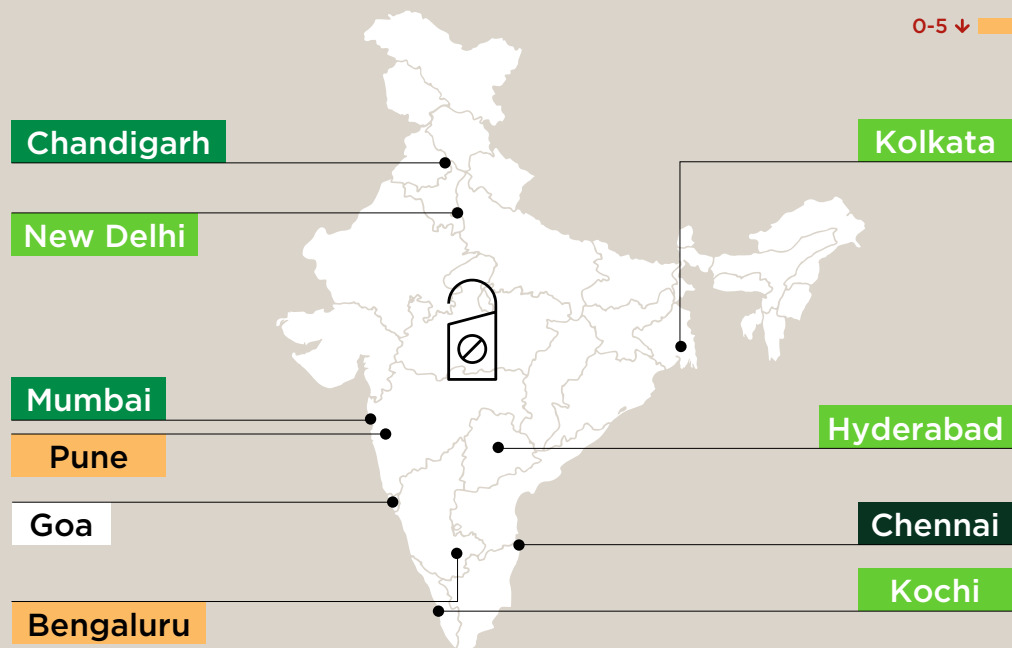 0-5 ↓
Chandigarh
Kolkata
New Delhi
Mumbai
Hyderabad
Pune
Goa
Chennai
Kochi
Bengaluru